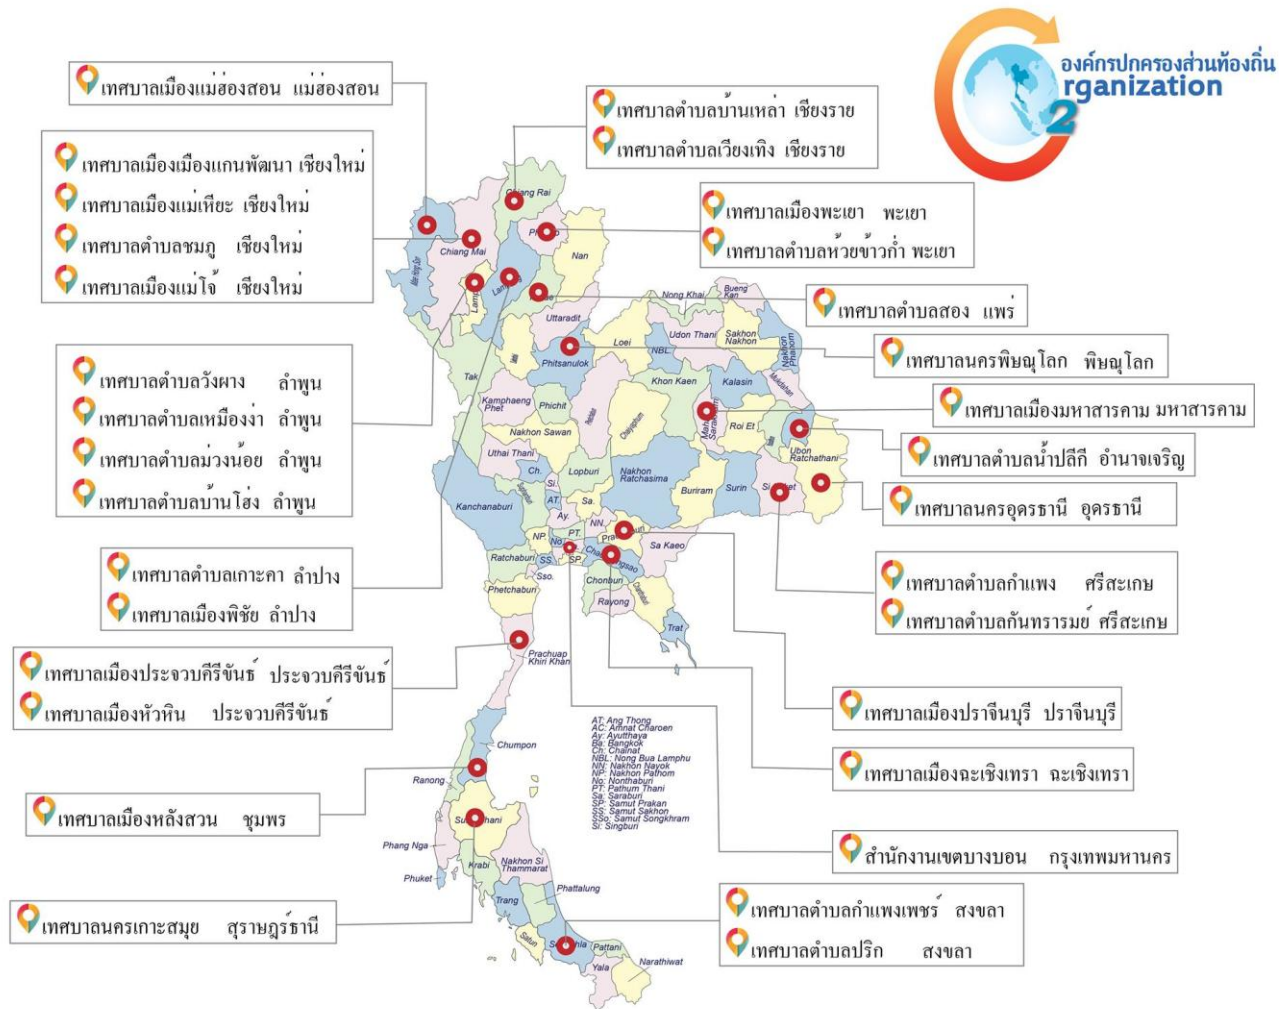 องค์กรปกครองส่วนท้องถิ่น
rganization
2
เทศบาลเมืองแม่ฮ่องสอน แม่ฮ่องสอน
เทศบาลตำบลบ้านเหล่า เชียงราย
เทศบาลตำบลเวียงเทิง เชียงราย
เทศบาลเมืองเมืองแกนพัฒนา เชียงใหม่
เทศบาลเมืองแม่เหียะ เชียงใหม่
เทศบาลตำบลชมภู เชียงใหม่
เทศบาลเมืองแม่โจ้ เชียงใหม่
เทศบาลเมืองพะเยา พะเยา
เทศบาลตำบลห้วยข้าวก่ำ พะเยา
เทศบาลตำบลสอง แพร่
เทศบาลนครพิษณุโลก พิษณุโลก
เทศบาลตำบลวังผาง ลำพูน
เทศบาลตำบลเหมืองง่า ลำพูน
เทศบาลตำบลม่วงน้อย ลำพูน
เทศบาลตำบลบ้านโฮ่ง ลำพูน
เทศบาลเมืองมหาสารคาม มหาสารคาม
เทศบาลตำบลน้ำปลีก อำนาจเจริญ
เทศบาลนครอุดรธานี อุดรธานี
เทศบาลตำบลเกาะคา ลำปาง
เทศบาลเมืองพิชัย ลำปาง
เทศบาลตำบลกำแพง ศรีสะเกษ
เทศบาลตำบลกันทรารมย์ ศรีสะเกษ
เทศบาลเมืองประจวบคีรีขันธ์ ประจวบคีรีขันธ์
เทศบาลเมืองหัวหิน ประจวบคีรีขันธ์
เทศบาลเมืองปราจีนบุรี ปราจีนบุรี
เทศบาลเมืองฉะเชิงเทรา ฉะเชิงเทรา
เทศบาลเมืองหลังสวน ชุมพร
สำนักงานเขตบางบอน กรุงเทพมหานคร
เทศบาลนครเกาะสมุย สุราษฎร์ธานี
เทศบาลตำบลกำแพงเพชร สงขลา
เทศบาลตำบลปริก สงขลา
Chiang Rai
Chiang Mai
Nan
Nong Khai
Bueng Kan
Uttaradit
Loei
Udon Thani
Sakhon Nakhon
Nakhon Phanom
NBL.
Tak
Phitsanulok
Khon Kaen
Kalasin
Mukdahan
Kamphaeng Phet
Phichit
Chaiyaphum
Roi Et
Nakhon Sawan
Ubon Ratchathani
Uthai Thani
Ch.
Si.
Lopburi
Nakhon Ratchasima
Buriram
Surin
Kanchanaburi
AT.
Sa.
Ay.
NN.
NP.
PT.
Sa Kaeo
Ratchaburi
SS.
SP.
Sso.
Chonburi
Phetchaburi
Rayong
Trat
Prachuap Khiri Khan
Chumpon
Ranong
Phang Nga
Krabi
Nakhon Si Thammarat
Phuket
Phattalung
Trang
Satun
Pattani
Yala
Narathiwat
AT: Ang Thong
AC: Amnat Charoen
Ay: Ayutthaya
Ba: Bangkok
Ch: Chainat
NBL: Nong Bua Lamphu
NN: Nakhon Nayok
NP: Nakhon Pathom
No: Nonthaburi
PT: Pathum Thani
Sa: Saraburi
SP: Samut Prakan
SS: Samut Sakhon
SSo: Samut Songkhram
Si: Singburi